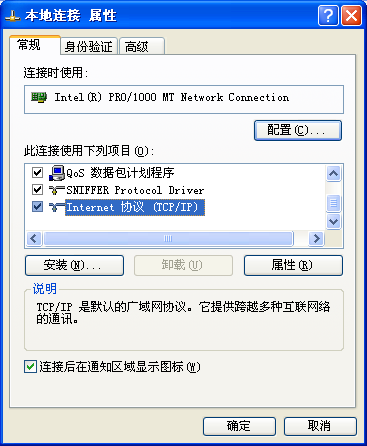 本地连接 属性
常规 身份验证 高级
连接时使用:
Intel(R) PRO/1000 MT Network Connection
配置(C)...
此连接使用下列项目(O):
QoS 数据包计划程序
SNIFFER Protocol Driver
Internet 协议 (TCP/IP)
安装(N)... 卸载(U) 属性(R)
说明
TCP/IP 是默认的广域网协议。它提供跨越多种互联网络
的通讯。
连接后在通知区域显示图标(W)
确定 取消